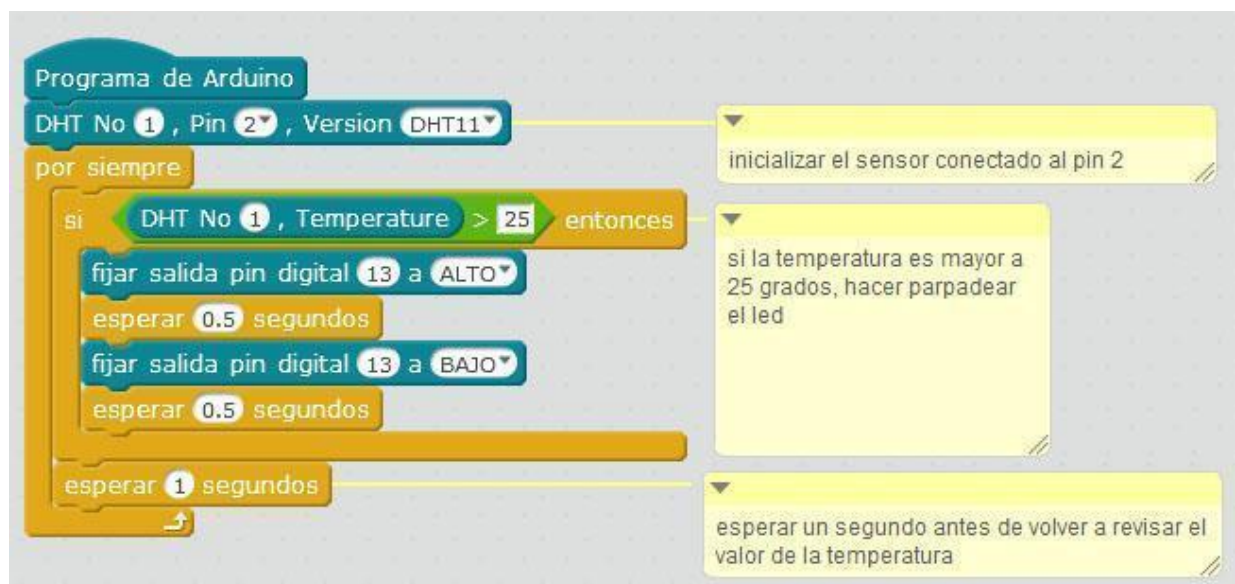 Programa de Arduino
DHT No 1 , Pin 2 , Version DHT11
inicializar el sensor conectado al pin 2
por siempre
si DHT No 1 , Temperature > 25 entonces
si la temperatura es mayor a
25 grados, hacer parpadear
el led
fijar salida pin digital 13 a ALTO
esperar 0.5 segundos
fijar salida pin digital 13 a BAJO
esperar 0.5 segundos
esperar 1 segundos
esperar un segundo antes de volver a revisar el
valor de la temperatura